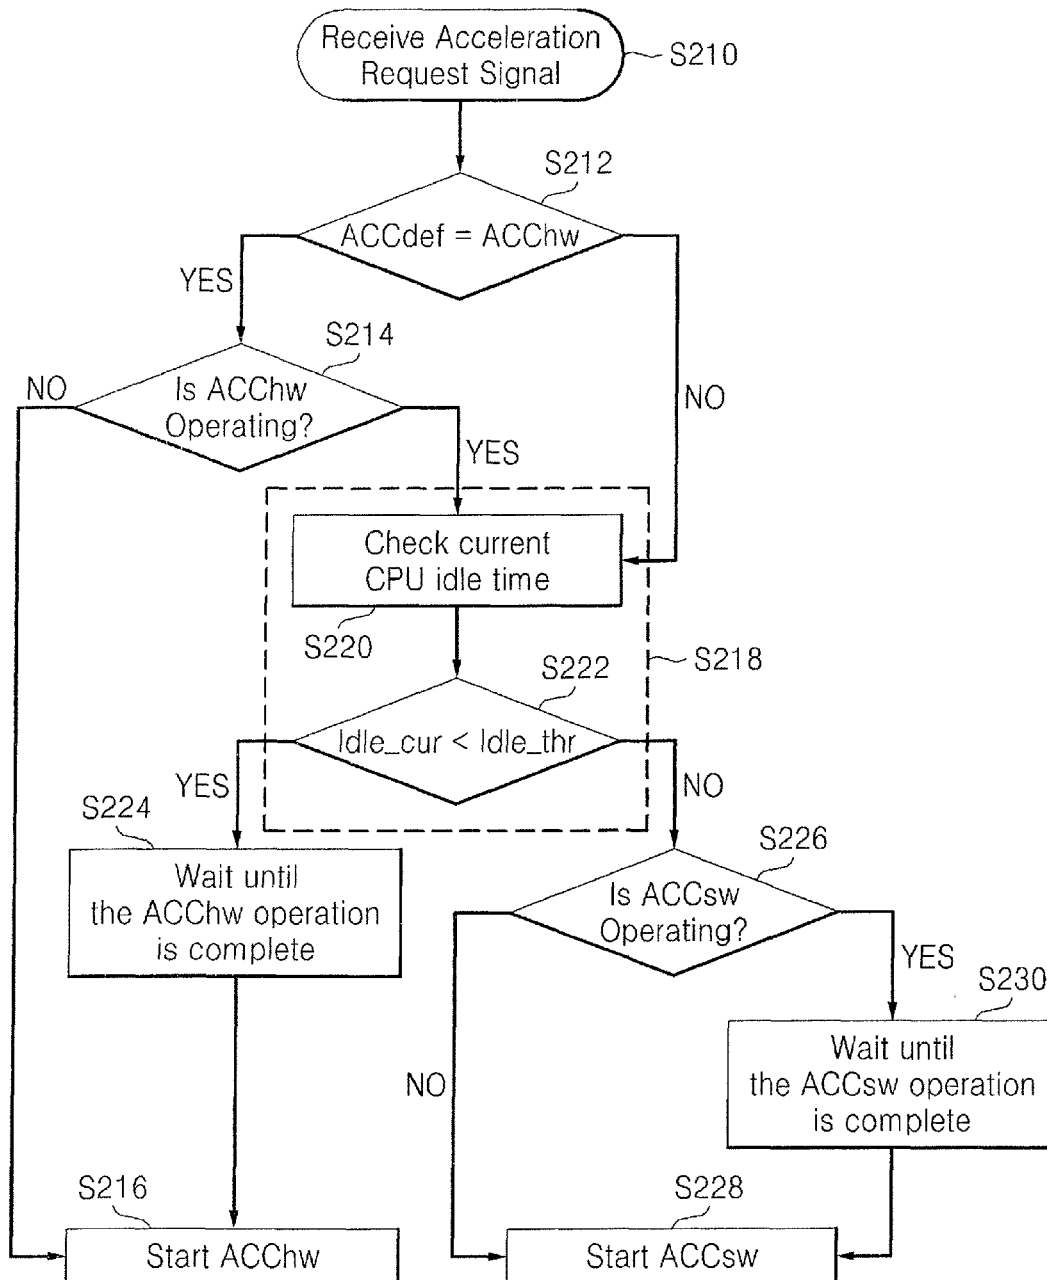 Receive Acceleration
Request Signal
S210
S212
ACCdef = ACChw
YES
NO
S214
Is ACChw
Operating?
NO
YES
Check current
CPU idle time
S220
S218
S222
Idle_cur < Idle_thr
YES
NO
S224
Wait until
the ACChw operation
is complete
S226
Is ACCsw
Operating?
NO
YES
S230
Wait until
the ACCsw operation
is complete
S216
Start ACChw
S228
Start ACCsw